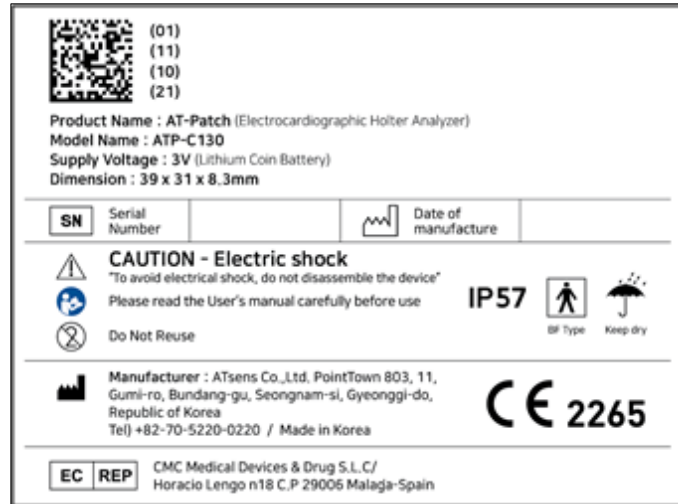 (01)
(11)
(10)
(21)
Product Name : AT-Patch (Electrocardiographic Holter Analyzer)
Model Name : ATP-C130
Supply Voltage : 3V (Lithium Coin Battery)
Dimension : 39 x 31 x 8.3mm
SN Serial Number
Date of manufacture
CAUTION - Electric shock
"To avoid electrical shock, do not disassemble the device"
Please read the User's manual carefully before use
Do Not Reuse
2
IP57
BF Type
Keep dry
Manufacturer : ATsens Co.,Ltd, PointTown 803, 11,
Gumi-ro, Bundang-gu, Seongnam-si, Gyeonggi-do,
Republic of Korea
Tel) +82-70-5220-0220 / Made in Korea
CE 2265
EC REP
CMC Medical Devices & Drug S.L.C/
Horacio Lengo n18 C.P 29006 Malaga-Spain